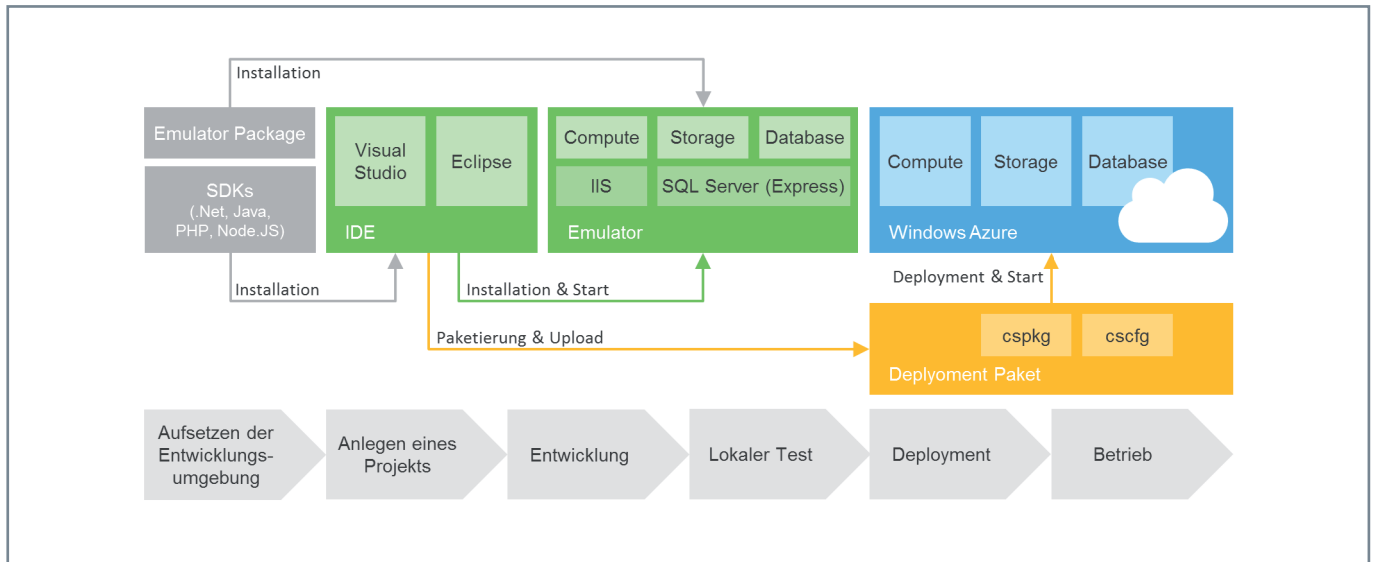 Installation
Emulator Package
SDKs
(.Net, Java,
PHP, Node.JS)
Visual
Studio
Eclipse
IDE
Compute
Storage
Database
IIS
SQL Server (Express)
Emulator
Compute
Storage
Database
Windows Azure
Installation
Installation & Start
Deployment & Start
Paketierung & Upload
cspkg
cscfg
Deplyoment Paket
Aufsetzen der
Entwicklungs-
umgebung
Anlegen eines
Projekts
Entwicklung
Lokaler Test
Deployment
Betrieb